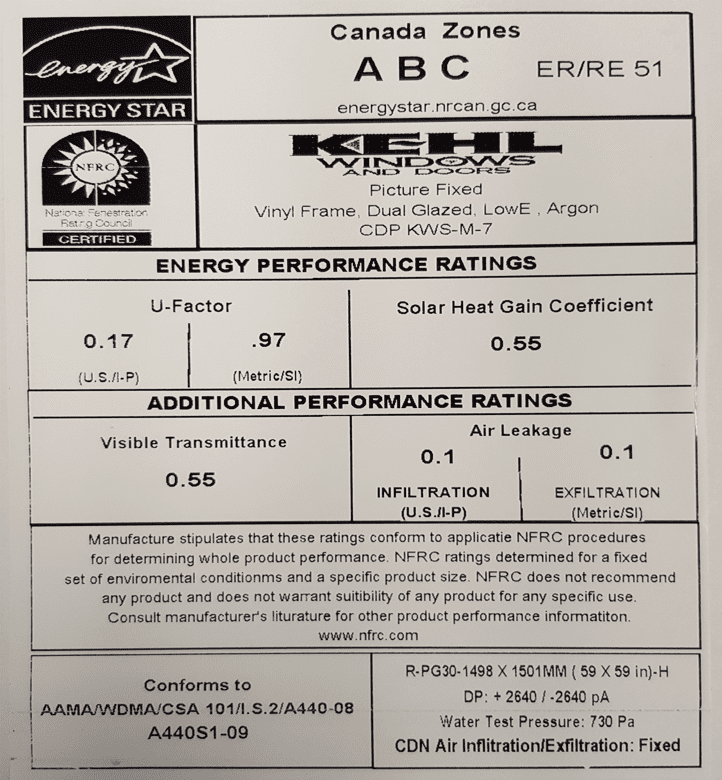 energy
ENERGY STAR
Canada Zones
A B C ER/RE 51
energystar.nrcan.gc.ca
NFRC
National Fenestration
Rating Council
CERTIFIED
KEHL
WINDOWS
AND DOORS
Picture Fixed
Vinyl Frame, Dual Glazed, LowE , Argon
CDP KWS-M-7
ENERGY PERFORMANCE RATINGS
U-Factor
0.17 .97
(U.S./I-P) (Metric/SI)
Solar Heat Gain Coefficient
0.55
ADDITIONAL PERFORMANCE RATINGS
Visible Transmittance
0.55
Air Leakage
0.1 0.1
INFILTRATION EXFILTRATION
(U.S./I-P) (Metric/SI)
Manufacture stipulates that these ratings conform to applicatie NFRC procedures
for determining whole product performance. NFRC ratings determined for a fixed
set of enviromental conditionms and a specific product size. NFRC does not recommend
any product and does not warrant suitibility of any product for any specific use.
Consult manufacturer's liturature for other product performance informatiton.
www.nfrc.com
Conforms to
AAMA/WDMA/CSA 101/I.S.2/A440-08
A440S1-09
R-PG30-1498 X 1501MM ( 59 X 59 in)-H
DP: + 2640 / -2640 pA
Water Test Pressure: 730 Pa
CDN Air Inflitration/Exfiltration: Fixed